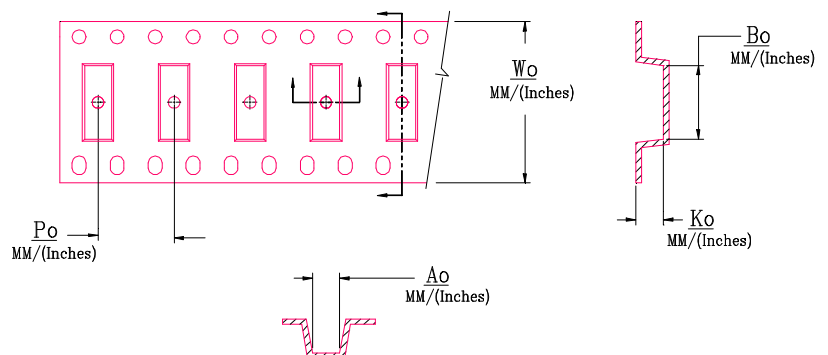 Wo
MM/(Inches)
Bo
MM/(Inches)
Po
MM/(Inches)
Ko
MM/(Inches)
Ao
MM/(Inches)